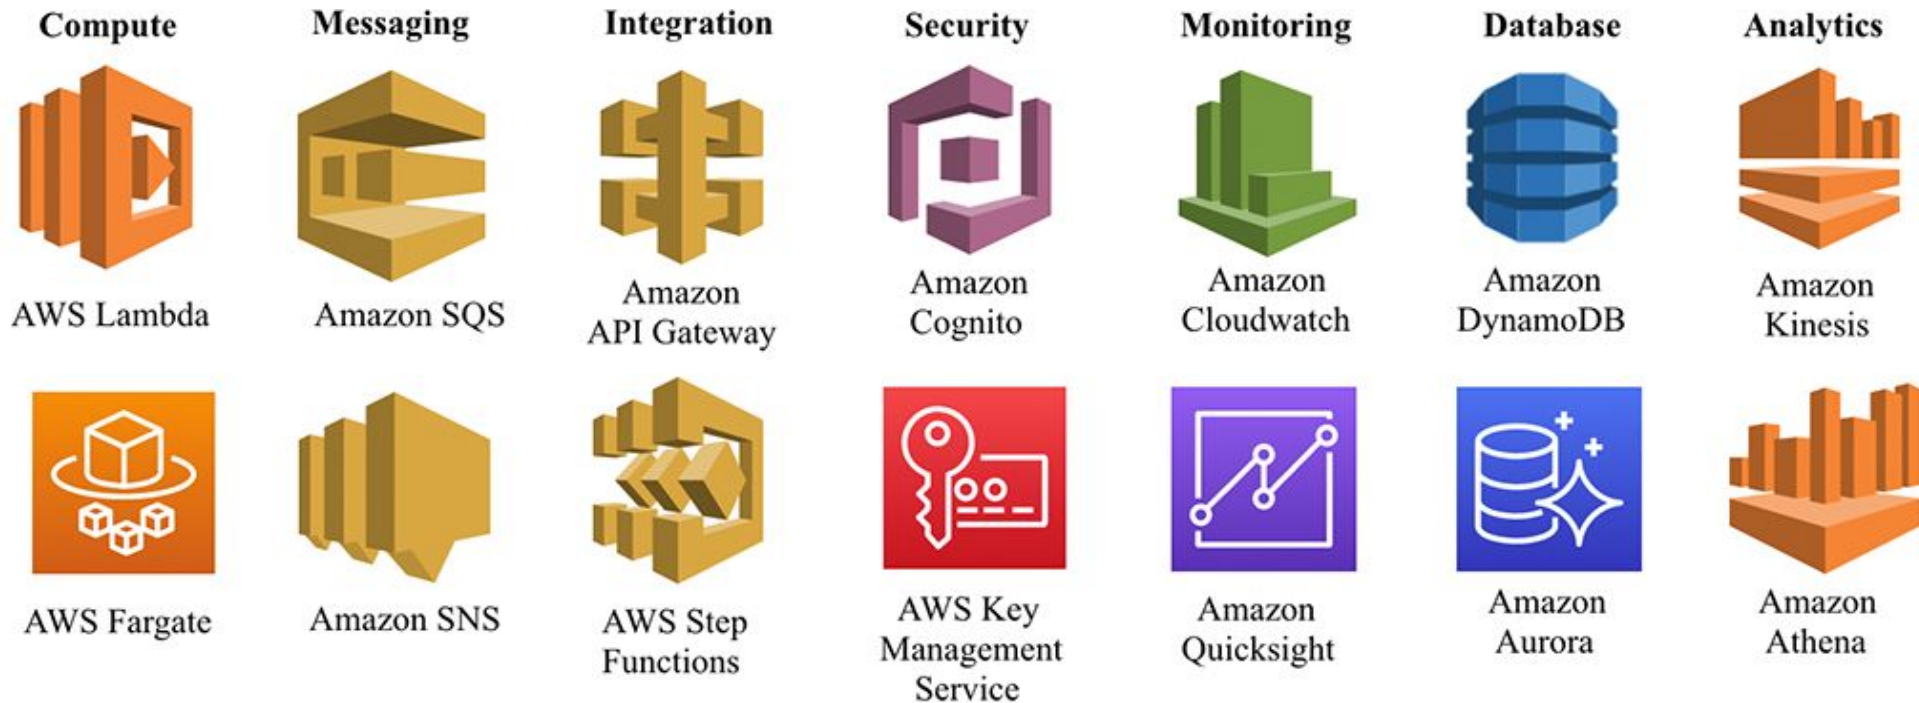 Compute
Messaging
Integration
Security
Monitoring
Database
Analytics
AWS Lambda
Amazon SQS
Amazon
API Gateway
Amazon
Cognito
Amazon
Cloudwatch
Amazon
DynamoDB
Amazon
Kinesis
AWS Fargate
Amazon SNS
AWS Step
Functions
AWS Key
Management
Service
Amazon
Quicksight
Amazon
Aurora
Amazon
Athena